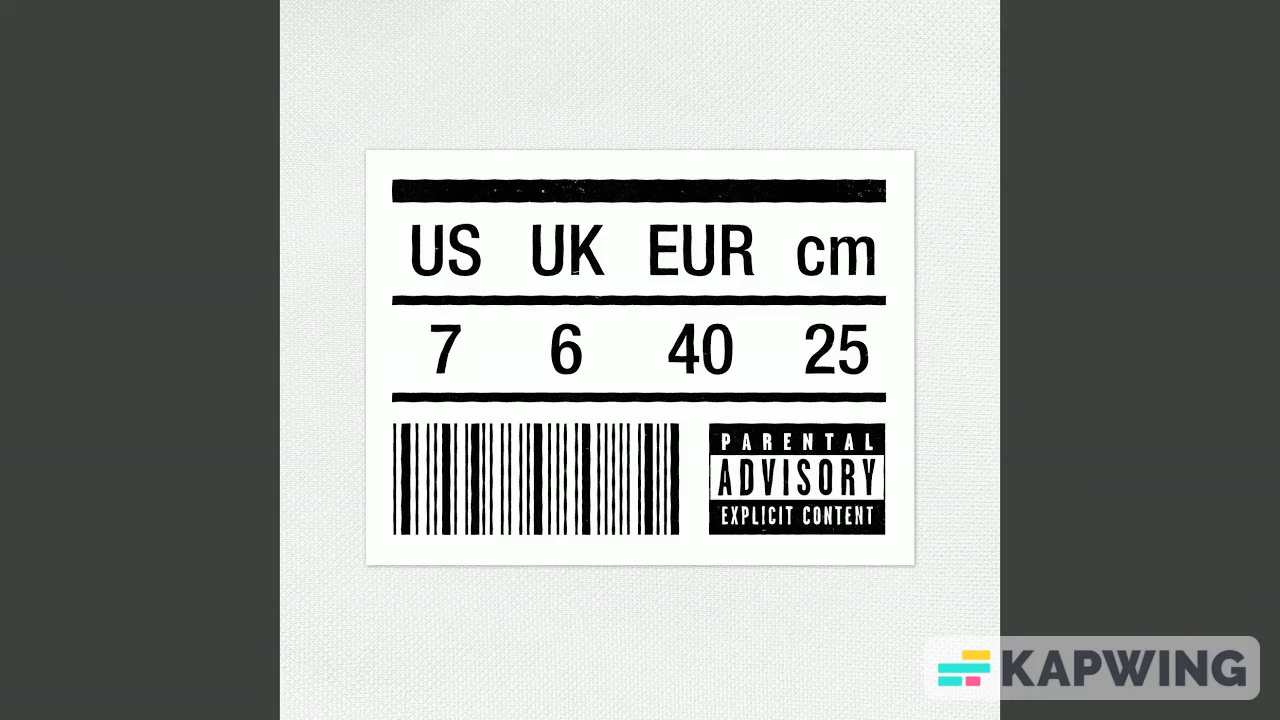 US UK EUR cm
7 6 40 25
PARENTAL
ADVISORY
EXPLICIT CONTENT
KAPWING